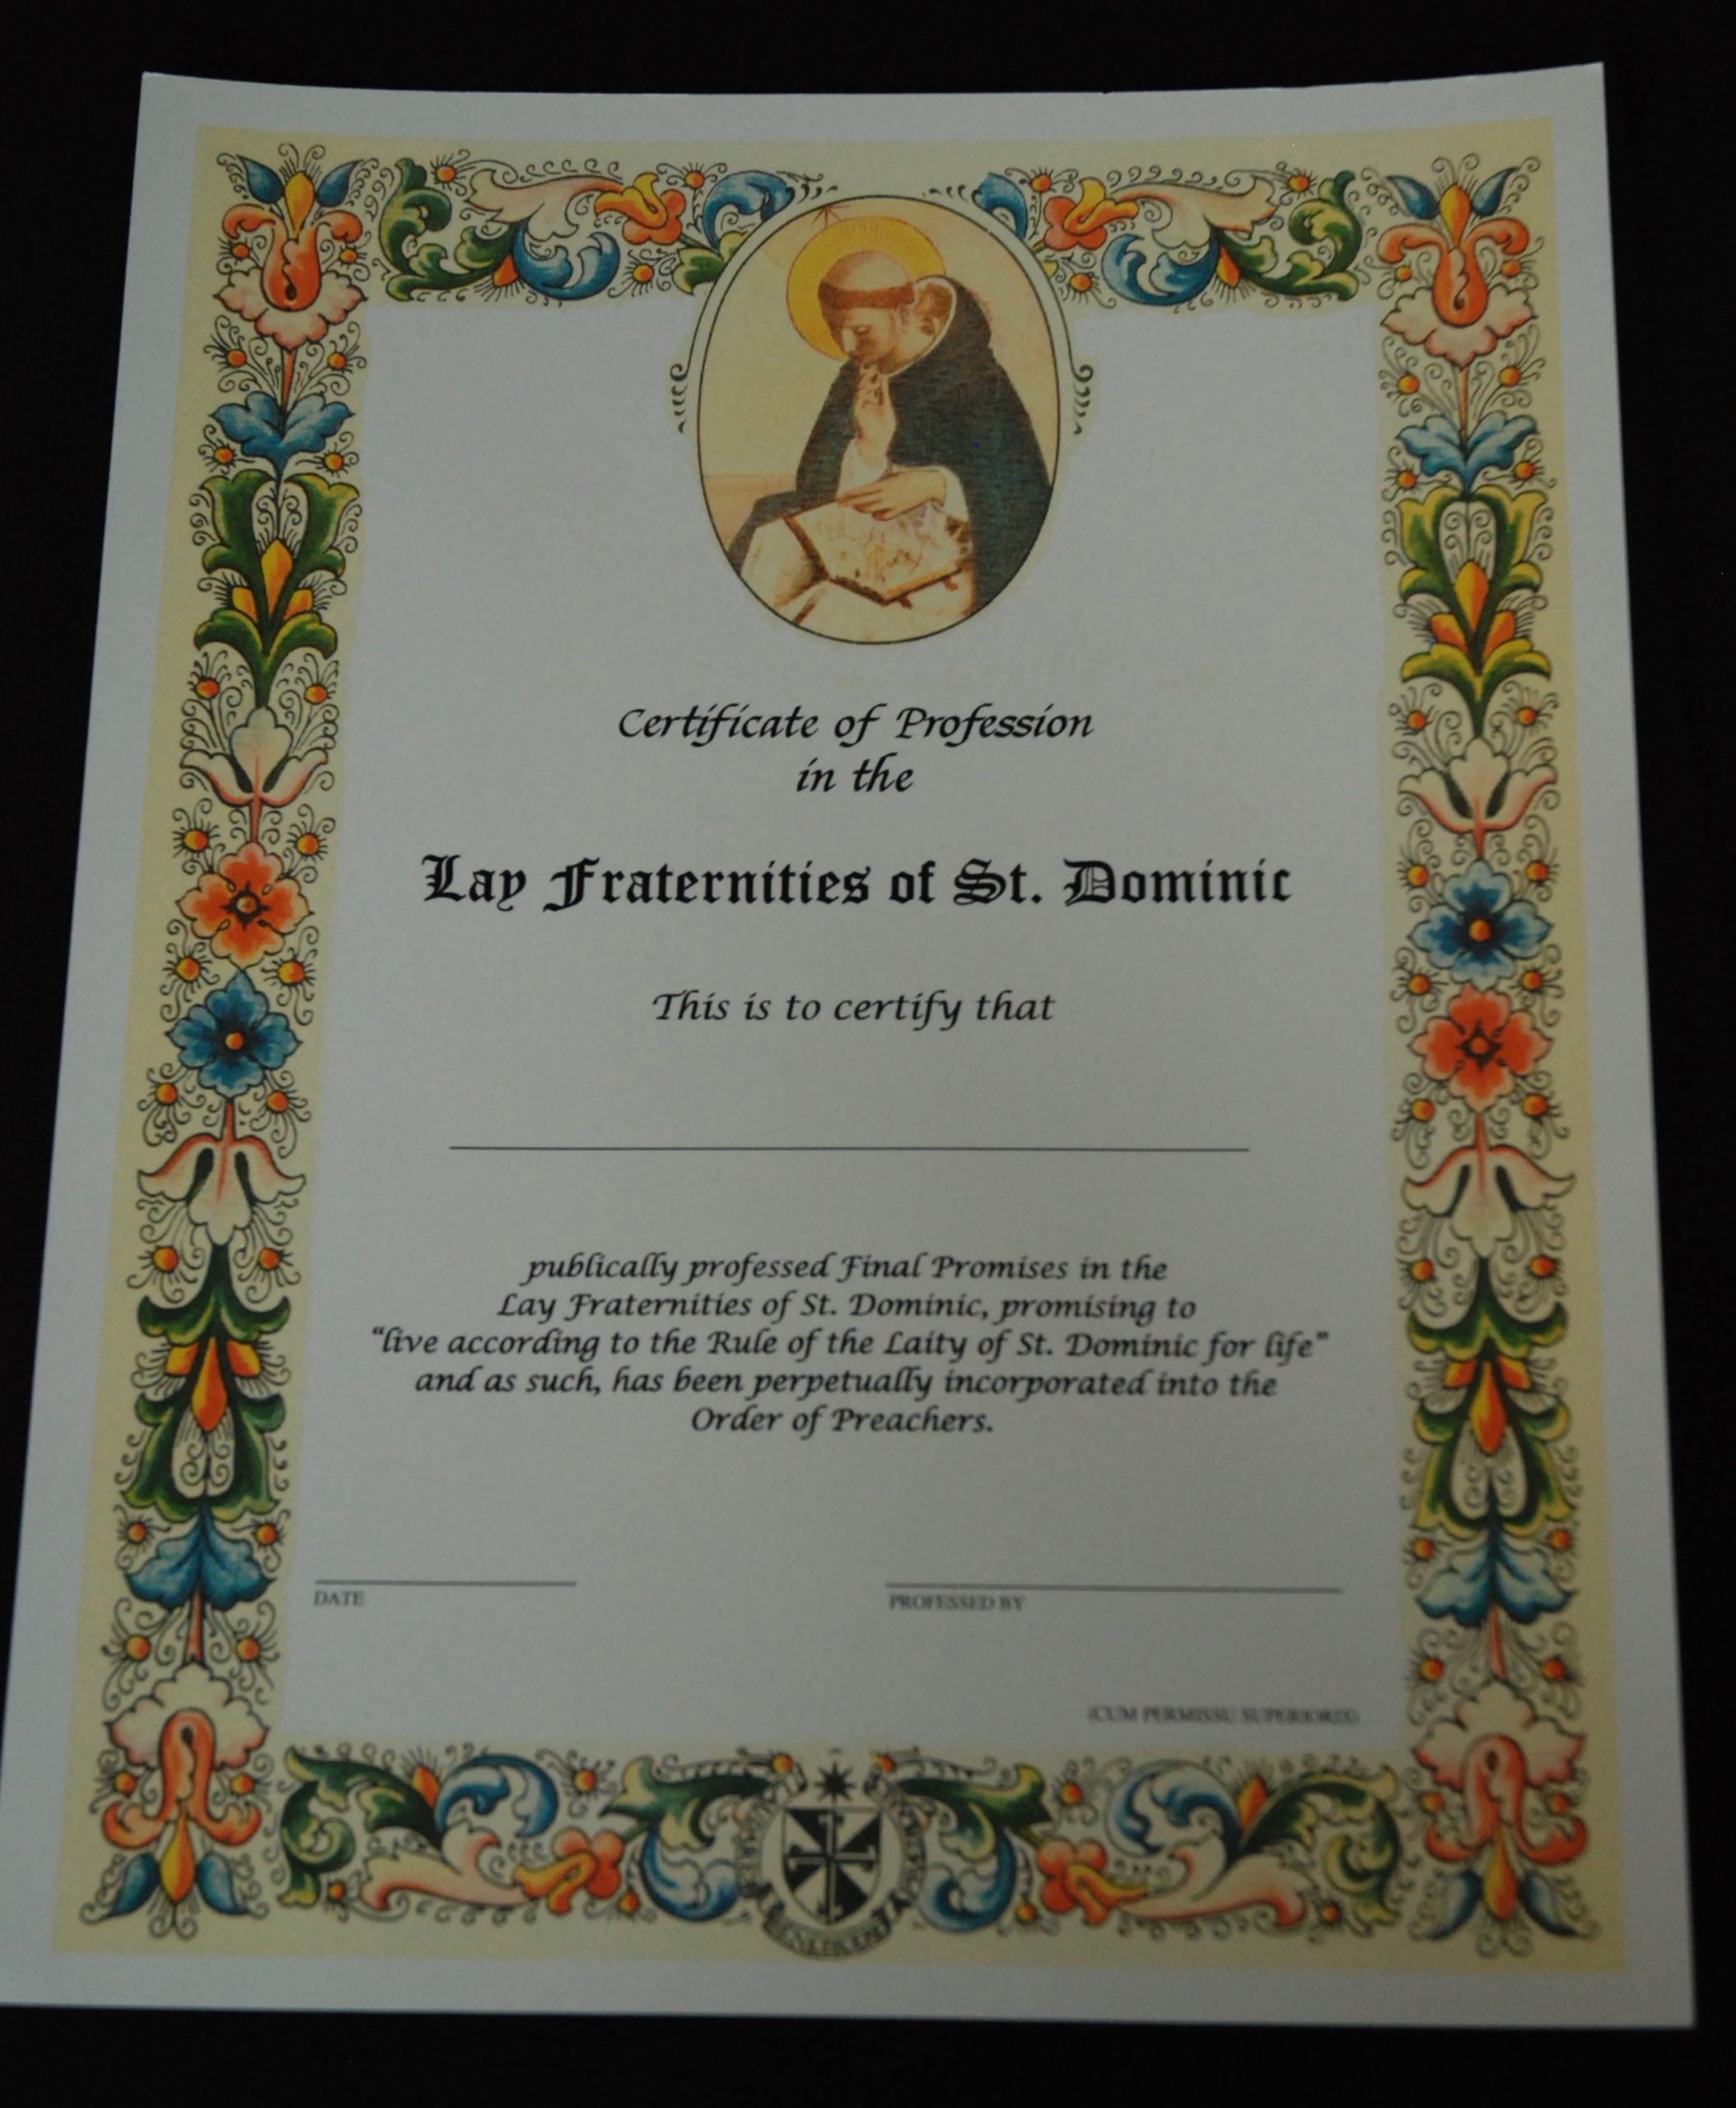 Certificate of Profession
in the
Lay Fraternities of St. Dominic
This is to certify that
publically professed Final Promises in the
Lay Fraternities of St. Dominic, promising to
“live according to the Rule of the Laity of St. Dominic for life”
and as such, has been perpetually incorporated into the
Order of Preachers.
DATE
PROFESSED BY
(CUM PERMISSU SUPERIORIS)